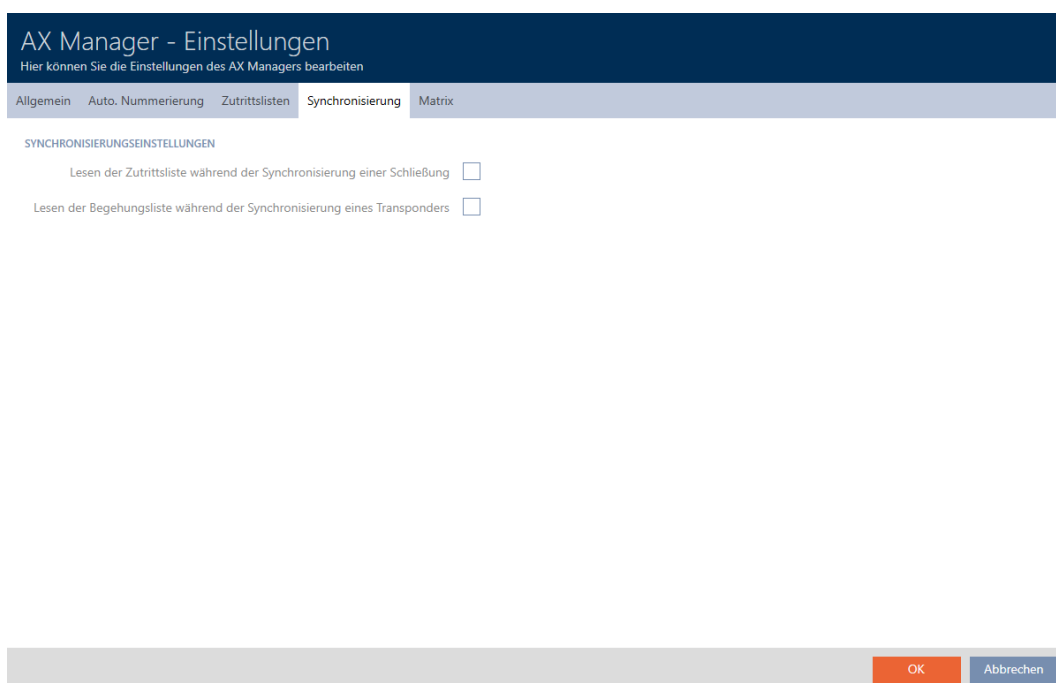 AX Manager - Einstellungen
Hier können Sie die Einstellungen des AX Managers bearbeiten
Allgemein Auto. Nummerierung Zutrittslisten Synchronisierung Matrix
SYNCHRONISIERUNGSEINSTELLUNGEN
Lesen der Zutrittsliste während der Synchronisierung einer Schließung
Lesen der Begehungsliste während der Synchronisierung eines Transponders
OK Abbrechen